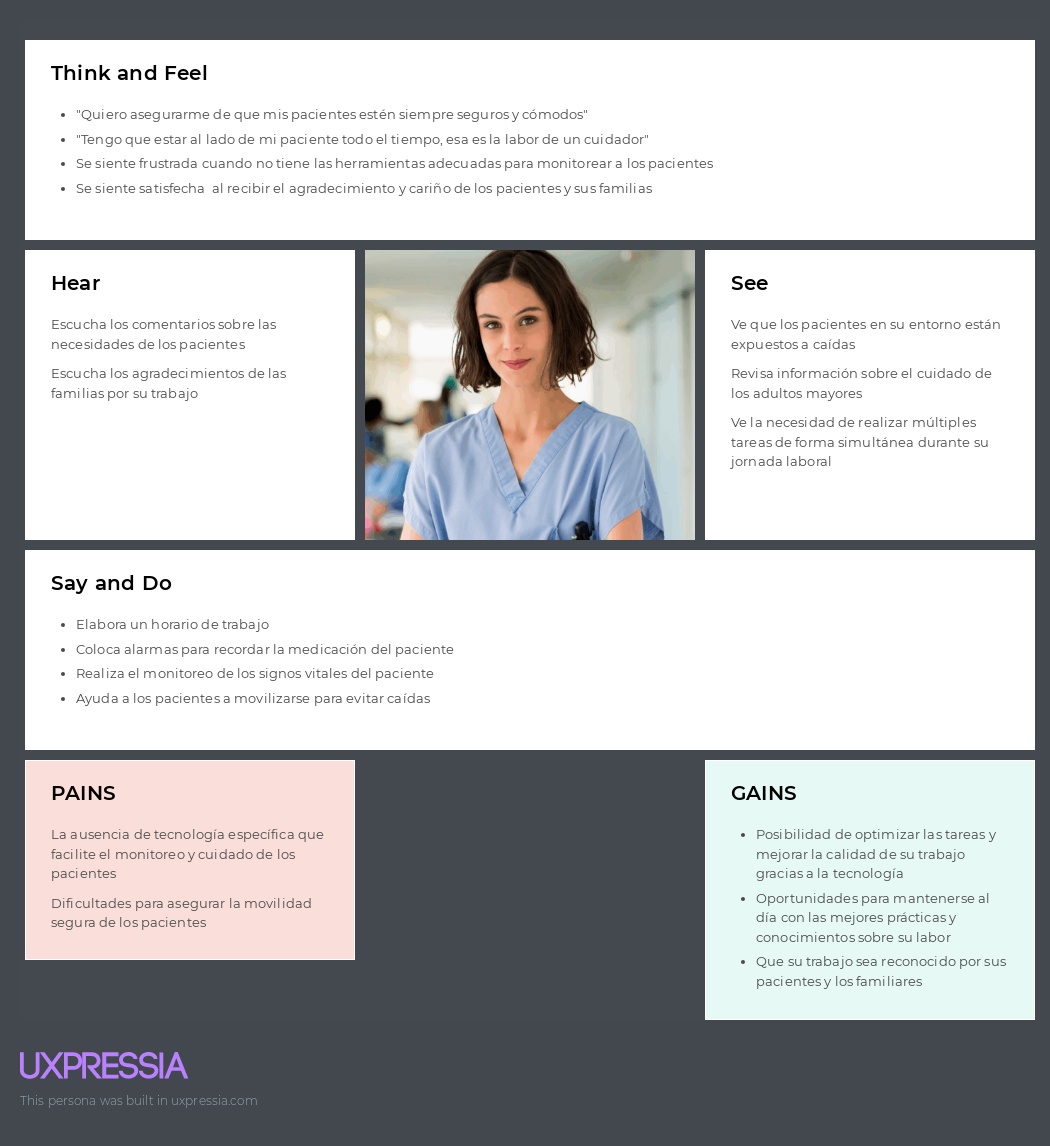 Think and Feel
"Quiero asegurarme de que mis pacientes estén siempre seguros y cómodos"
"Tengo que estar al lado de mi paciente todo el tiempo, esa es la labor de un cuidador"
Se siente frustrada cuando no tiene las herramientas adecuadas para monitorear a los pacientes
Se siente satisfecha  al recibir el agradecimiento y cariño de los pacientes y sus familias
Hear
Escucha los comentarios sobre las
necesidades de los pacientes
Escucha los agradecimientos de las
familias por su trabajo
See
Ve que los pacientes en su entorno están
expuestos a caídas
Revisa información sobre el cuidado de
los adultos mayores
Ve la necesidad de realizar múltiples
tareas de forma simultánea durante su
jornada laboral
Say and Do
Elabora un horario de trabajo
Coloca alarmas para recordar la medicación del paciente
Realiza el monitoreo de los signos vitales del paciente
Ayuda a los pacientes a movilizarse para evitar caídas
PAINS
La ausencia de tecnología específica que
facilite el monitoreo y cuidado de los
pacientes
Dificultades para asegurar la movilidad
segura de los pacientes
GAINS
Posibilidad de optimizar las tareas y
mejorar la calidad de su trabajo
gracias a la tecnología
Oportunidades para mantenerse al
día con las mejores prácticas y
conocimientos sobre su labor
Que su trabajo sea reconocido por sus
pacientes y los familiares
UXPRESSIA
This persona was built in uxpressia.com